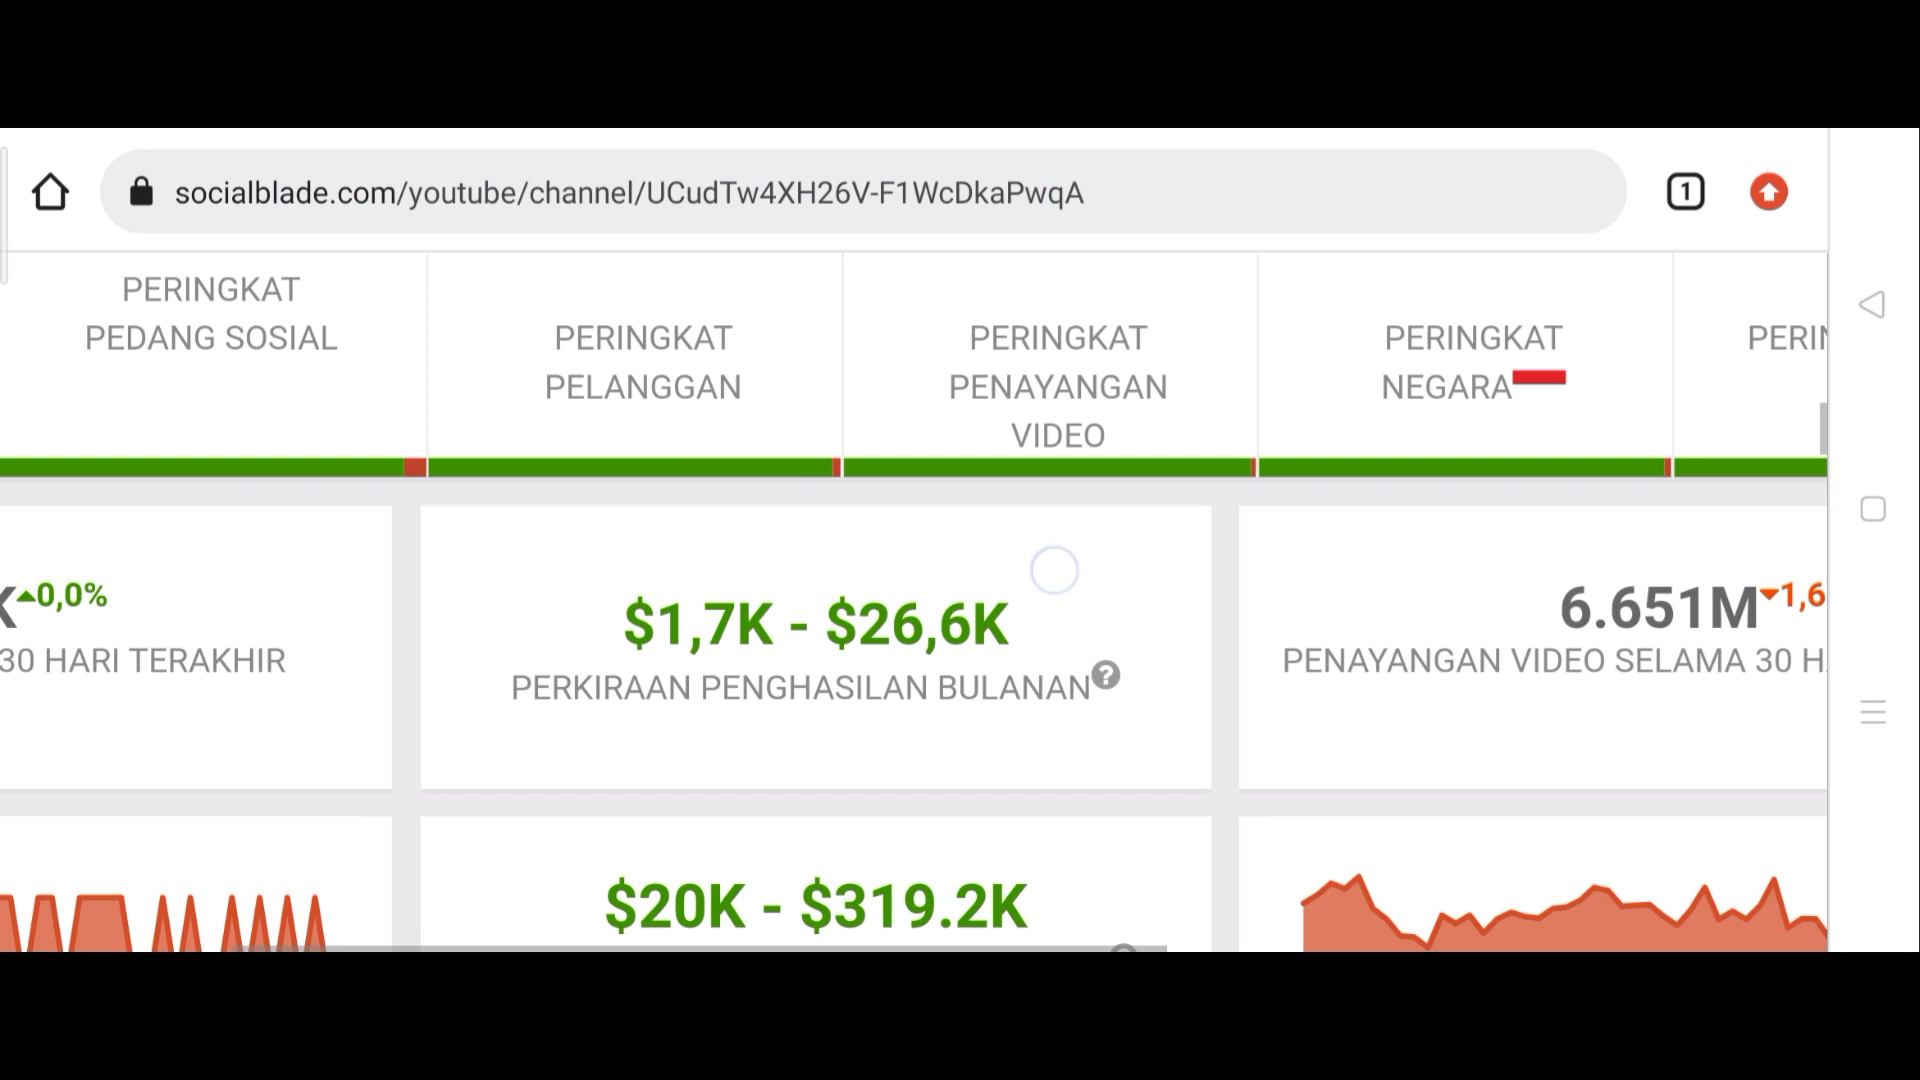 socialblade.com/youtube/channel/UCudTw4XH26V-F1WcDkaPwqA
1
PERINGKAT
PEDANG SOSIAL
PERINGKAT
PELANGGAN
PERINGKAT
PENAYANGAN
VIDEO
PERINGKAT
NEGARA
PERIN
K 0,0%
30 HARI TERAKHIR
$1,7K - $26,6K
PERKIRAAN PENGHASILAN BULANAN ?
6.651M 1,6
PENAYANGAN VIDEO SELAMA 30 H
$20K - $319.2K